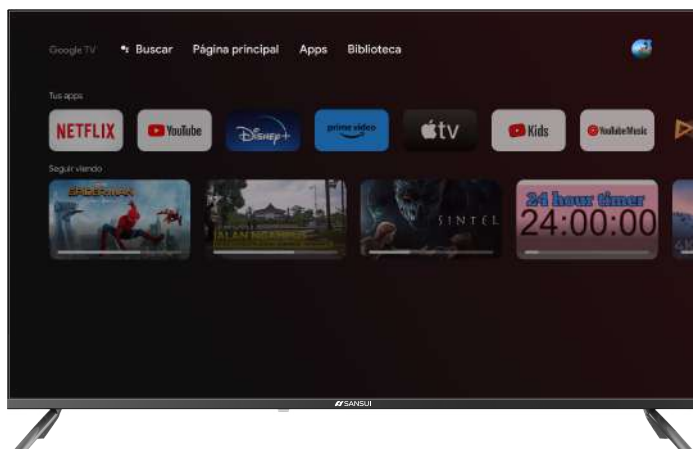 Google TV Buscar Página principal Apps Biblioteca
Tus apps
NETFLIX YouTube Disney+ prime video tv Kids YouTube Music
Seguir viendo
SPIDER-MAN
SINTEL
24 hour timer
24:00:00
SANSUI